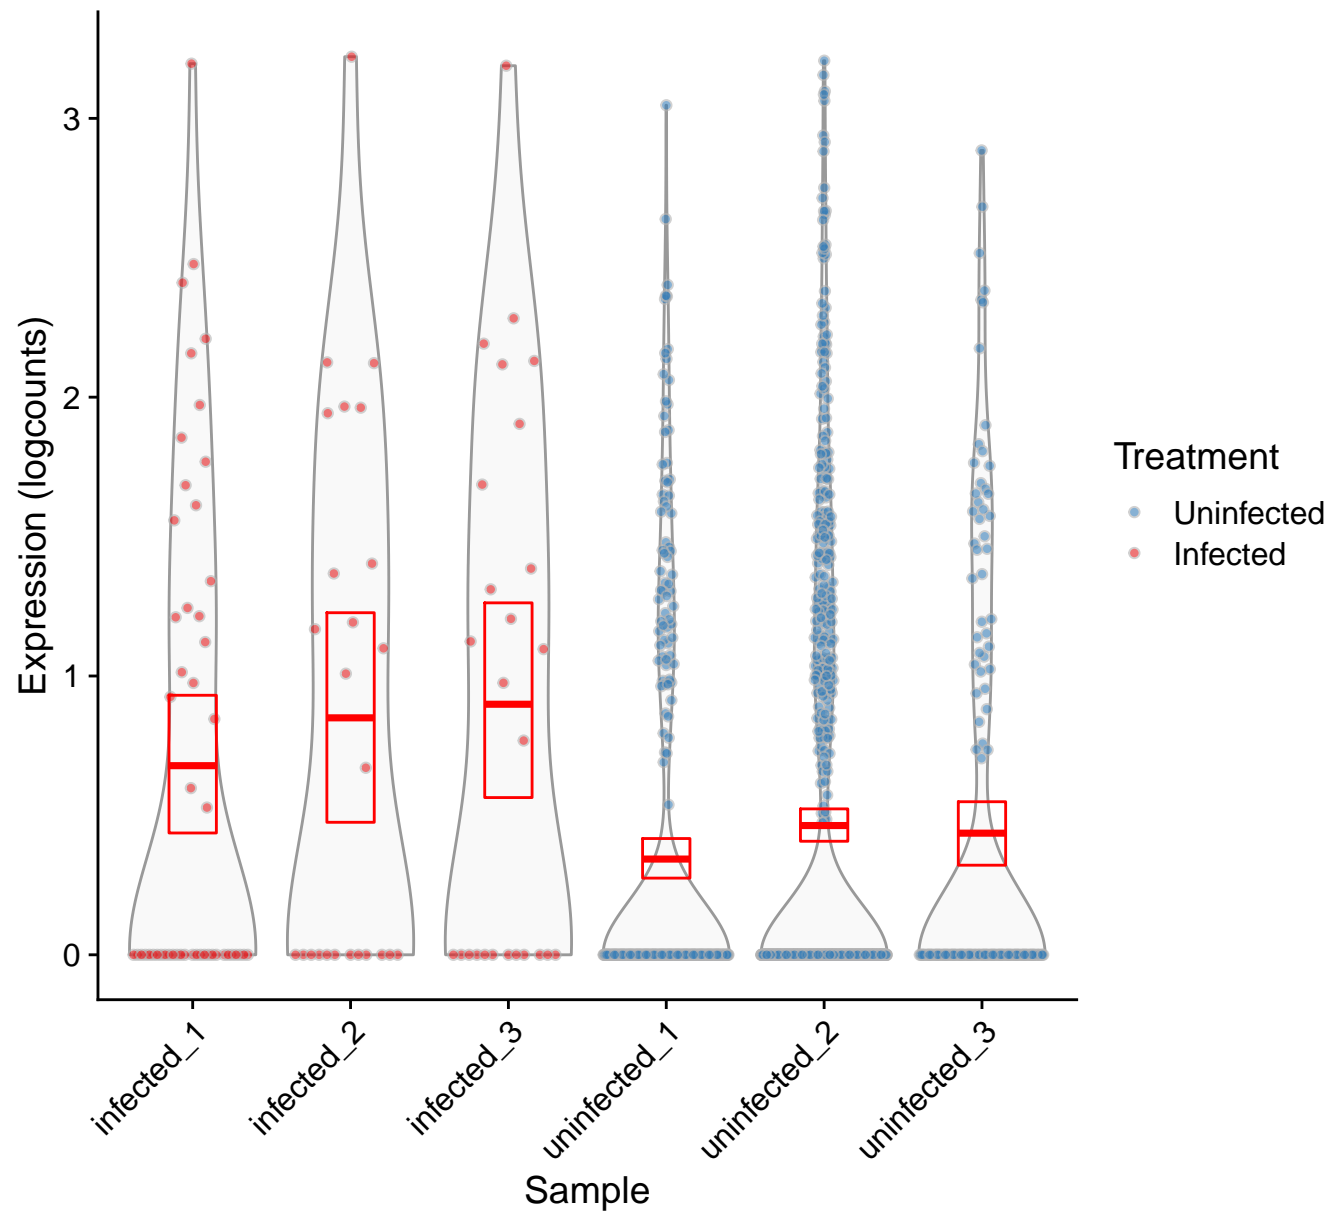 Expression (logcounts)
3
2
1
0
infected_1
infected_2
infected_3
uninfected_1
uninfected_2
uninfected_3
Sample
Treatment
Uninfected
Infected